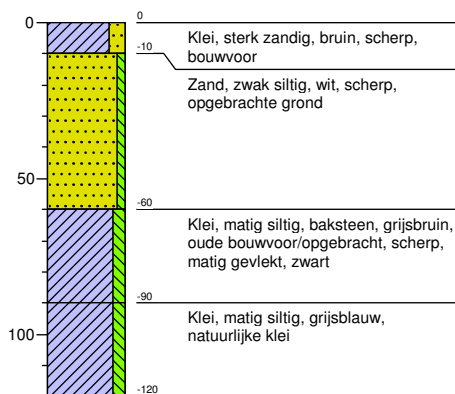 0
0
Klei, sterk zandig, bruin, scherp,
bouwvoor
-10
Zand, zwak siltig, wit, scherp,
opgebrachte grond
50
-60
Klei, matig siltig, baksteen, grijsbruin,
oude bouwvoor/opgebracht, scherp,
matig gevlekt, zwart
-90
Klei, matig siltig, grijsblauw,
natuurlijke klei
100
-120